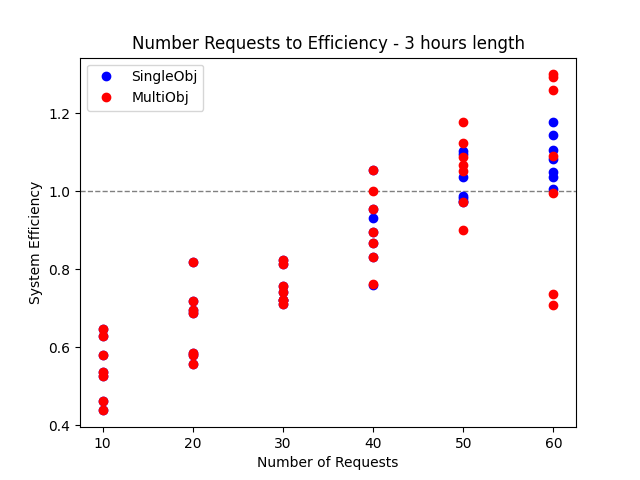 Number Requests to Efficiency - 3 hours length
SingleObj
MultiObj
System Efficiency
1.2
1.0
0.8
0.6
0.4
10 20 30 40 50 60
Number of Requests